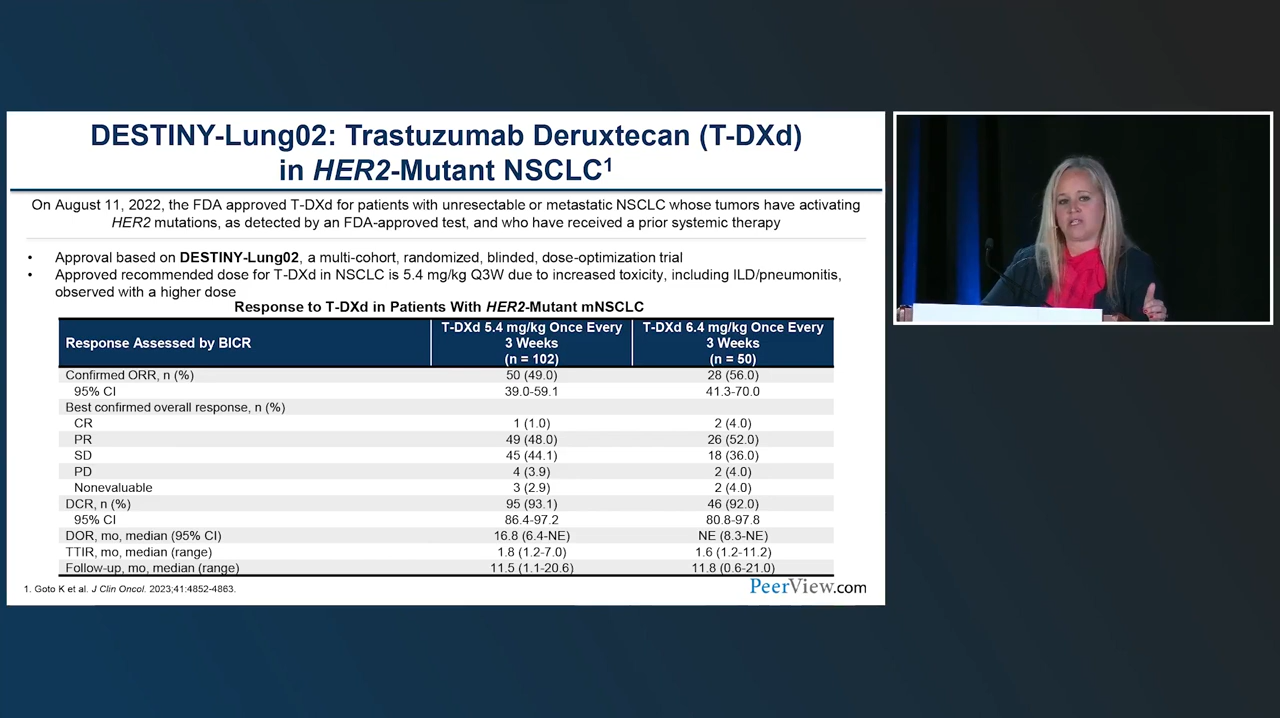 DESTINY-Lung02: Trastuzumab Deruxtecan (T-DXd)
in HER2-Mutant NSCLC1
On August 11, 2022, the FDA approved T-DXd for patients with unresectable or metastatic NSCLC whose tumors have activating
HER2 mutations, as detected by an FDA-approved test, and who have received a prior systemic therapy
• Approval based on DESTINY-Lung02, a multi-cohort, randomized, blinded, dose-optimization trial
• Approved recommended dose for T-DXd in NSCLC is 5.4 mg/kg Q3W due to increased toxicity, including ILD/pneumonitis,
observed with a higher dose
Response to T-DXd in Patients With HER2-Mutant mNSCLC
Response Assessed by BICR
T-DXd 5.4 mg/kg Once Every
3 Weeks
(n = 102)
T-DXd 6.4 mg/kg Once Every
3 Weeks
(n = 50)
Confirmed ORR, n (%) 50 (49.0) 28 (56.0)
95% CI 39.0-59.1 41.3-70.0
Best confirmed overall response, n (%)
CR 1 (1.0) 2 (4.0)
PR 49 (48.0) 26 (52.0)
SD 45 (44.1) 18 (36.0)
PD 4 (3.9) 2 (4.0)
Nonevaluable 3 (2.9) 2 (4.0)
DCR, n (%) 95 (93.1) 46 (92.0)
95% CI 86.4-97.2 80.8-97.8
DOR, mo, median (95% CI) 16.8 (6.4-NE) NE (8.3-NE)
TTIR, mo, median (range) 1.8 (1.2-7.0) 1.6 (1.2-11.2)
Follow-up, mo, median (range) 11.5 (1.1-20.6) 11.8 (0.6-21.0)
1. Goto K et al. J Clin Oncol. 2023;41:4852-4863.
PeerView.com